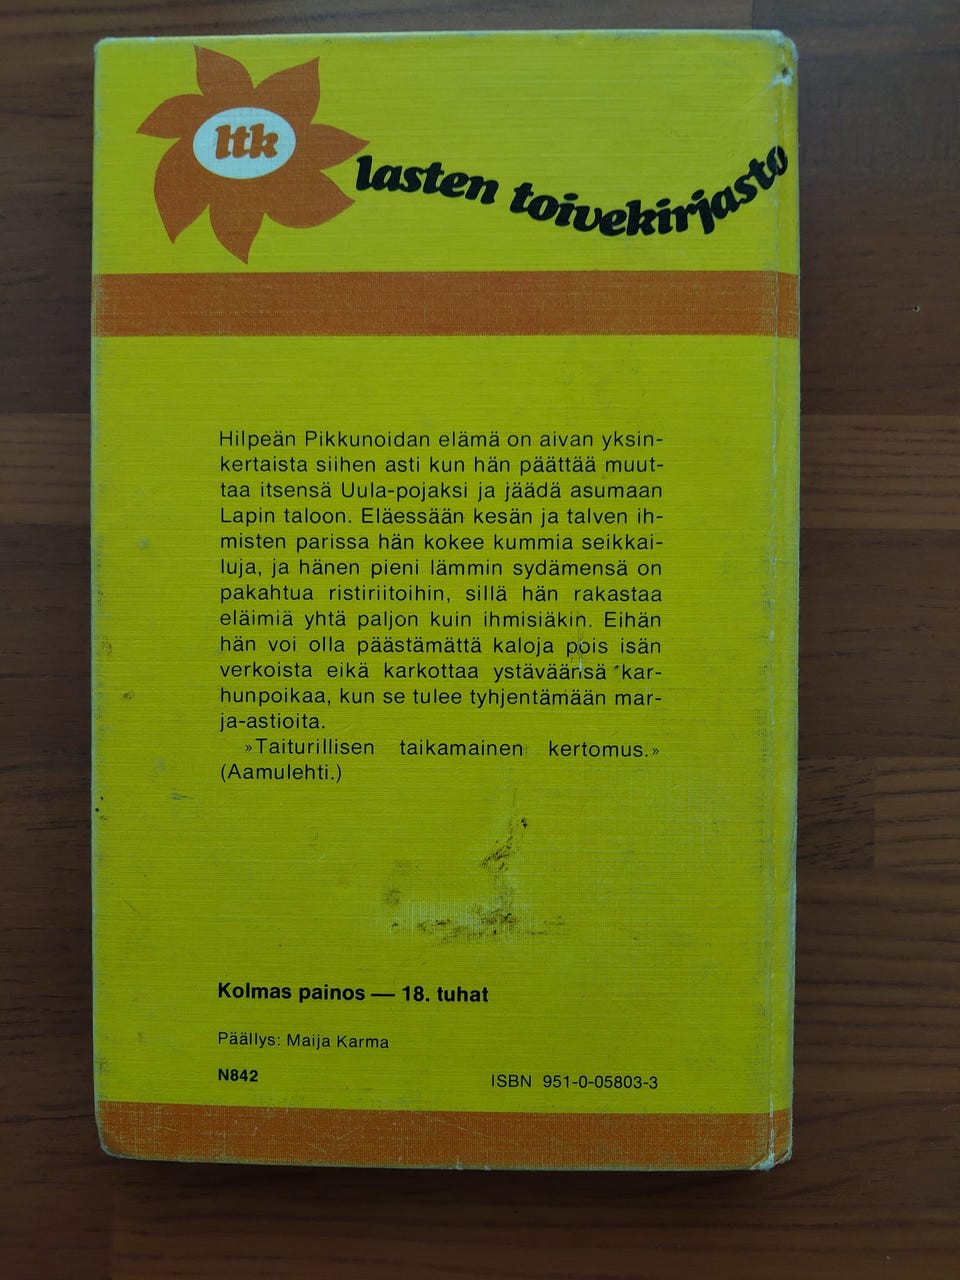 ltk
lasten toivekirjasto
Hilpeän Pikkunoidan elämä on aivan yksin-
kertaista siihen asti kun hän päättää muut-
taa itsensä Uula-pojaksi ja jäädä asumaan
Lapin taloon. Eläessään kesän ja talven ih-
misten parissa hän kokee kummia seikkai-
luja, ja hänen pieni lämmin sydämensä on
pakahtua ristiriitoihin, sillä hän rakastaa
eläimiä yhtä paljon kuin ihmisiäkin. Eihän
hän voi olla päästämättä kaloja pois isän
verkoista eikä karkottaa ystäväänsä kar-
hunpoikaa, kun se tulee tyhjentämään mar-
ja-astioita.
»Taiturillisen taikamainen kertomus.»
(Aamulehti.)
Kolmas painos — 18. tuhat
Päällys: Maija Karma
N842
ISBN 951-0-05803-3